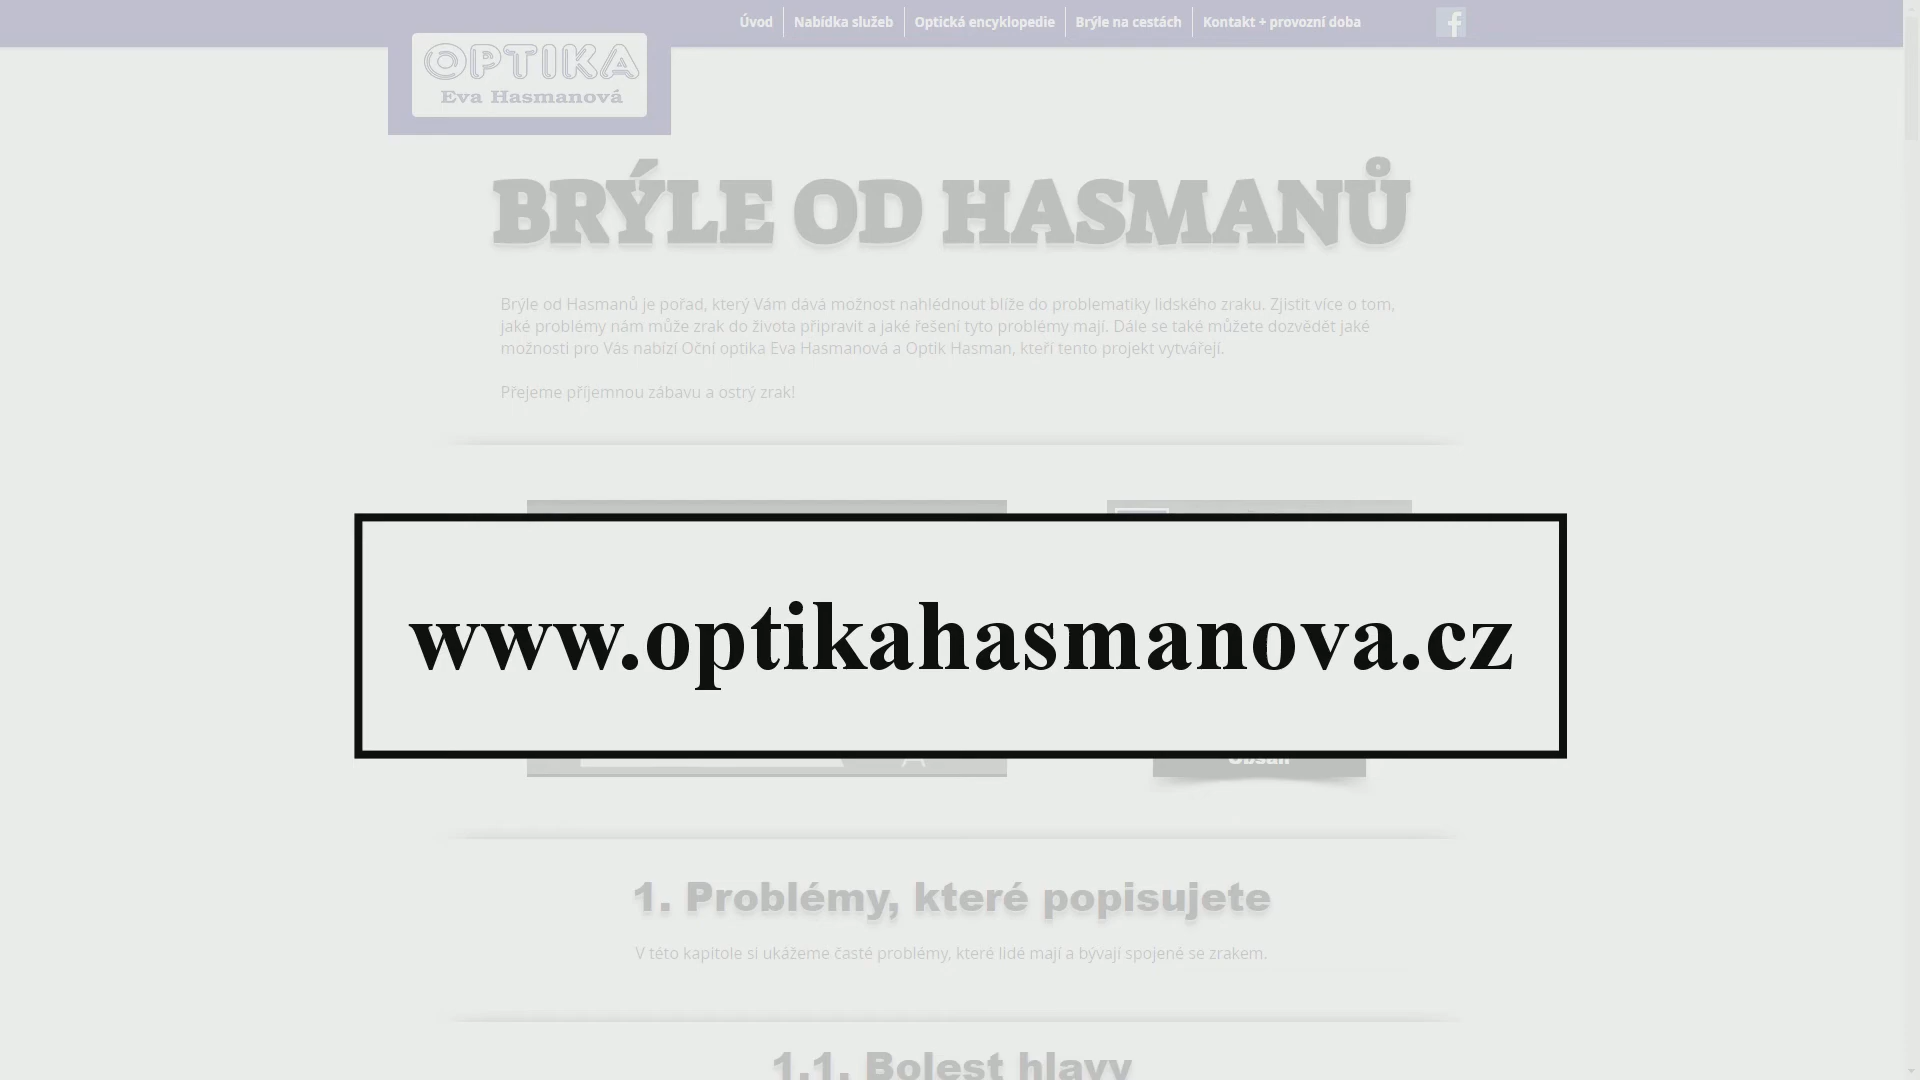 Úvod
Nabídka služeb
Optická encyklopedie
Brýle na cestách
Kontakt + provozní doba
OPTIKA
Eva Hasmanová
BRÝLE OD HASMANŮ
Brýle od Hasmanů je pořad, který Vám dává možnost nahlédnout blíže do problematiky lidského zraku. Zjistit více o tom,
jaké problémy nám může zrak do života připravit a jaké řešení tyto problémy mají. Dále se také můžete dozvědět jaké
možnosti pro Vás nabízí Oční optika Eva Hasmanová a Optik Hasman, kteří tento projekt vytvářejí.
Přejeme příjemnou zábavu a ostrý zrak!
www.optikahasmanova.cz
Obsah
1. Problémy, které popisujete
V této kapitole si ukážeme časté problémy, které lidé mají a bývají spojené se zrakem.
1.1. Bolest hlavy